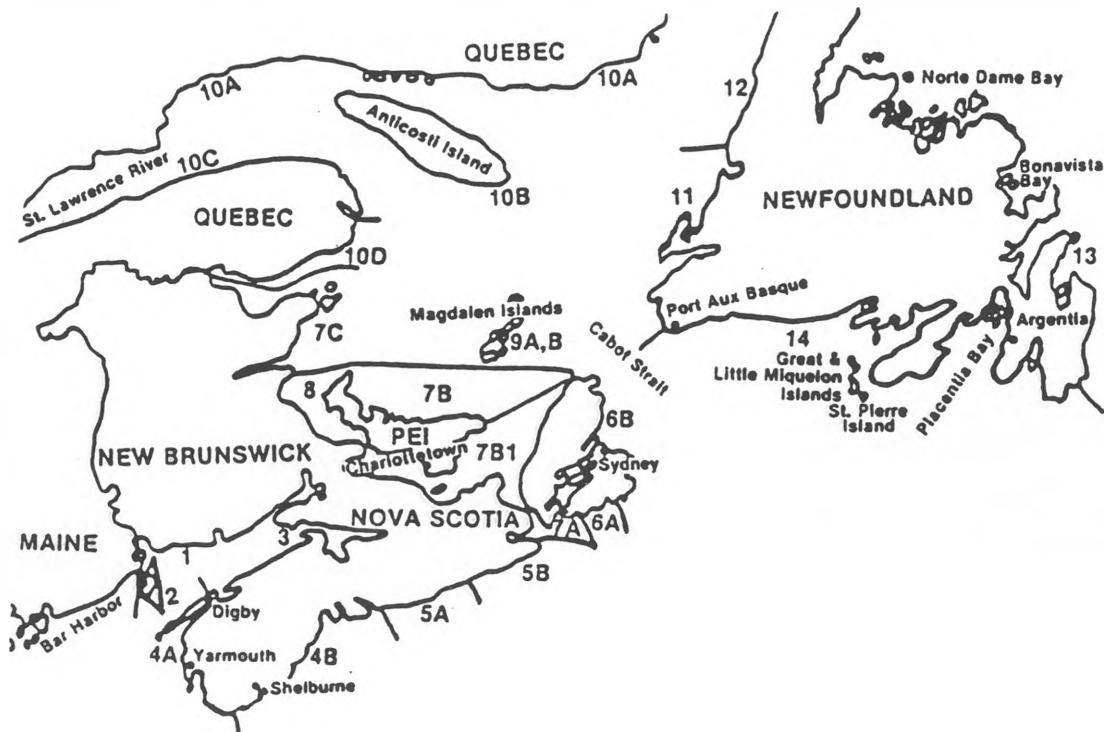 QUEBEC
10A
10A
12
Norte Dame Bay
Anticosti Island
St. Lawrence River
10C
10B
Bonavista
Bay
QUEBEC
11
NEWFOUNDLAND
10D
13
Magdalen Islands
Port Aux Basque
7C
9A,B
Cabot Strait
14
Argentia
Great &
Little Miquelon
Islands
St. Pierre
Island
Placentia Bay
8
7B
6B
PEI
NEW BRUNSWICK
Charlottetown
7B1
Sydney
NOVA SCOTIA
7A
6A
MAINE
1
3
5B
2
Bar Harbor
Digby
5A
4A
Yarmouth
4B
Shelburne